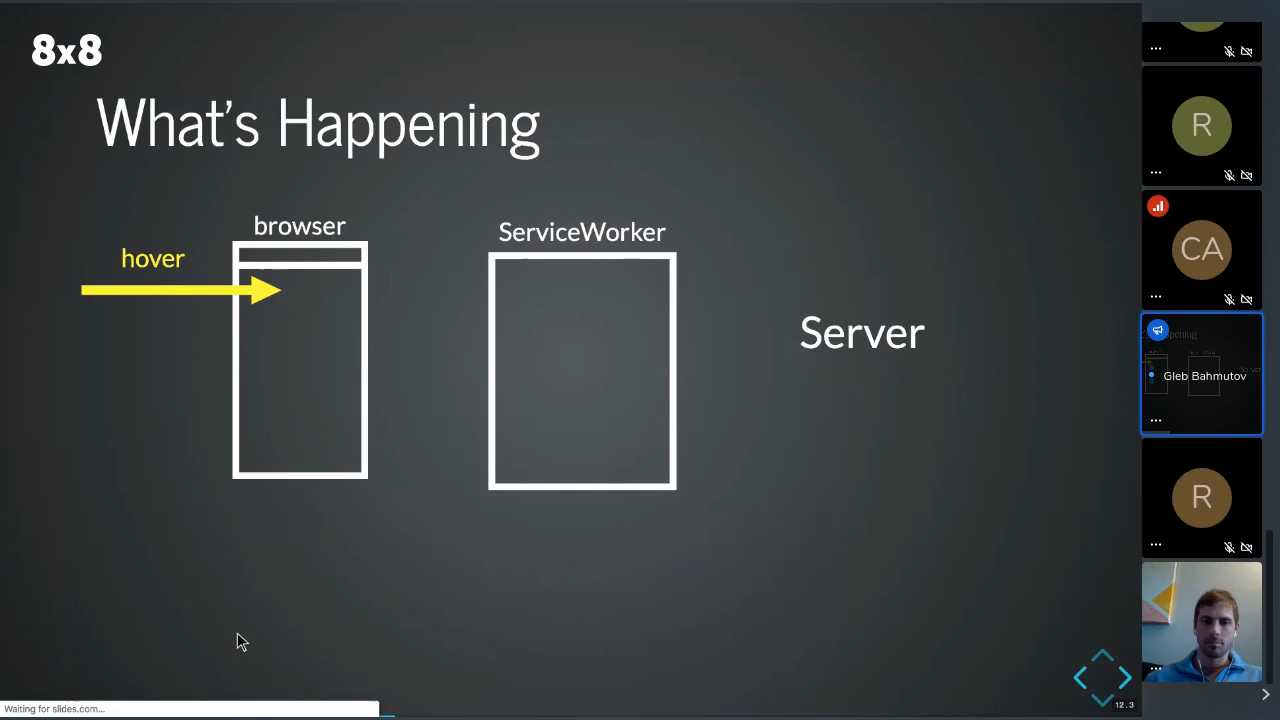 8x8
What's Happening
browser
ServiceWorker
hover
Server
Waiting for slides.com...
12.3
R
CA
Gleb Bahmutov
R